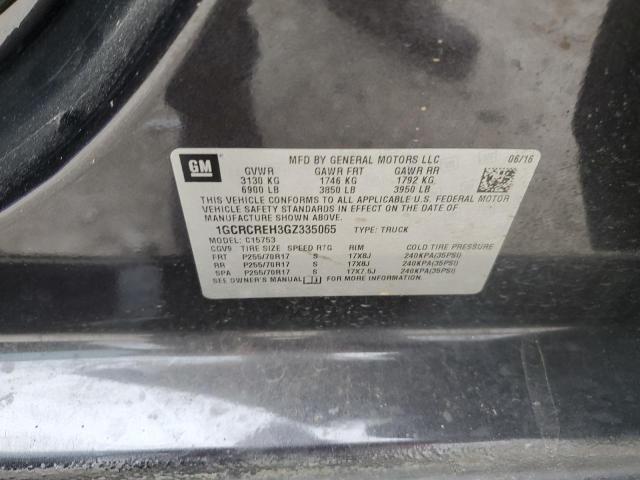 GM
MFD BY GENERAL MOTORS LLC 06/16
GVWR GAWR FRT GAWR RR
3130 KG 1746 KG 1792 KG
6900 LB 3850 LB 3950 LB
THIS VEHICLE CONFORMS TO ALL APPLICABLE U.S. FEDERAL MOTOR
VEHICLE SAFETY STANDARDS IN EFFECT ON THE DATE OF
MANUFACTURE SHOWN ABOVE.
1GCRCREH3GZ335065 TYPE: TRUCK
MODEL: C15753
CGV9 TIRE SIZE SPEED RTG RIM COLD TIRE PRESSURE
FRT P255/70R17 S 17X8J 240KPA(35PSI)
RR P255/70R17 S 17X8J 240KPA(35PSI)
SPA P255/70R17 S 17X7.5J 240KPA(35PSI)
SEE OWNER'S MANUAL FOR MORE INFORMATION.